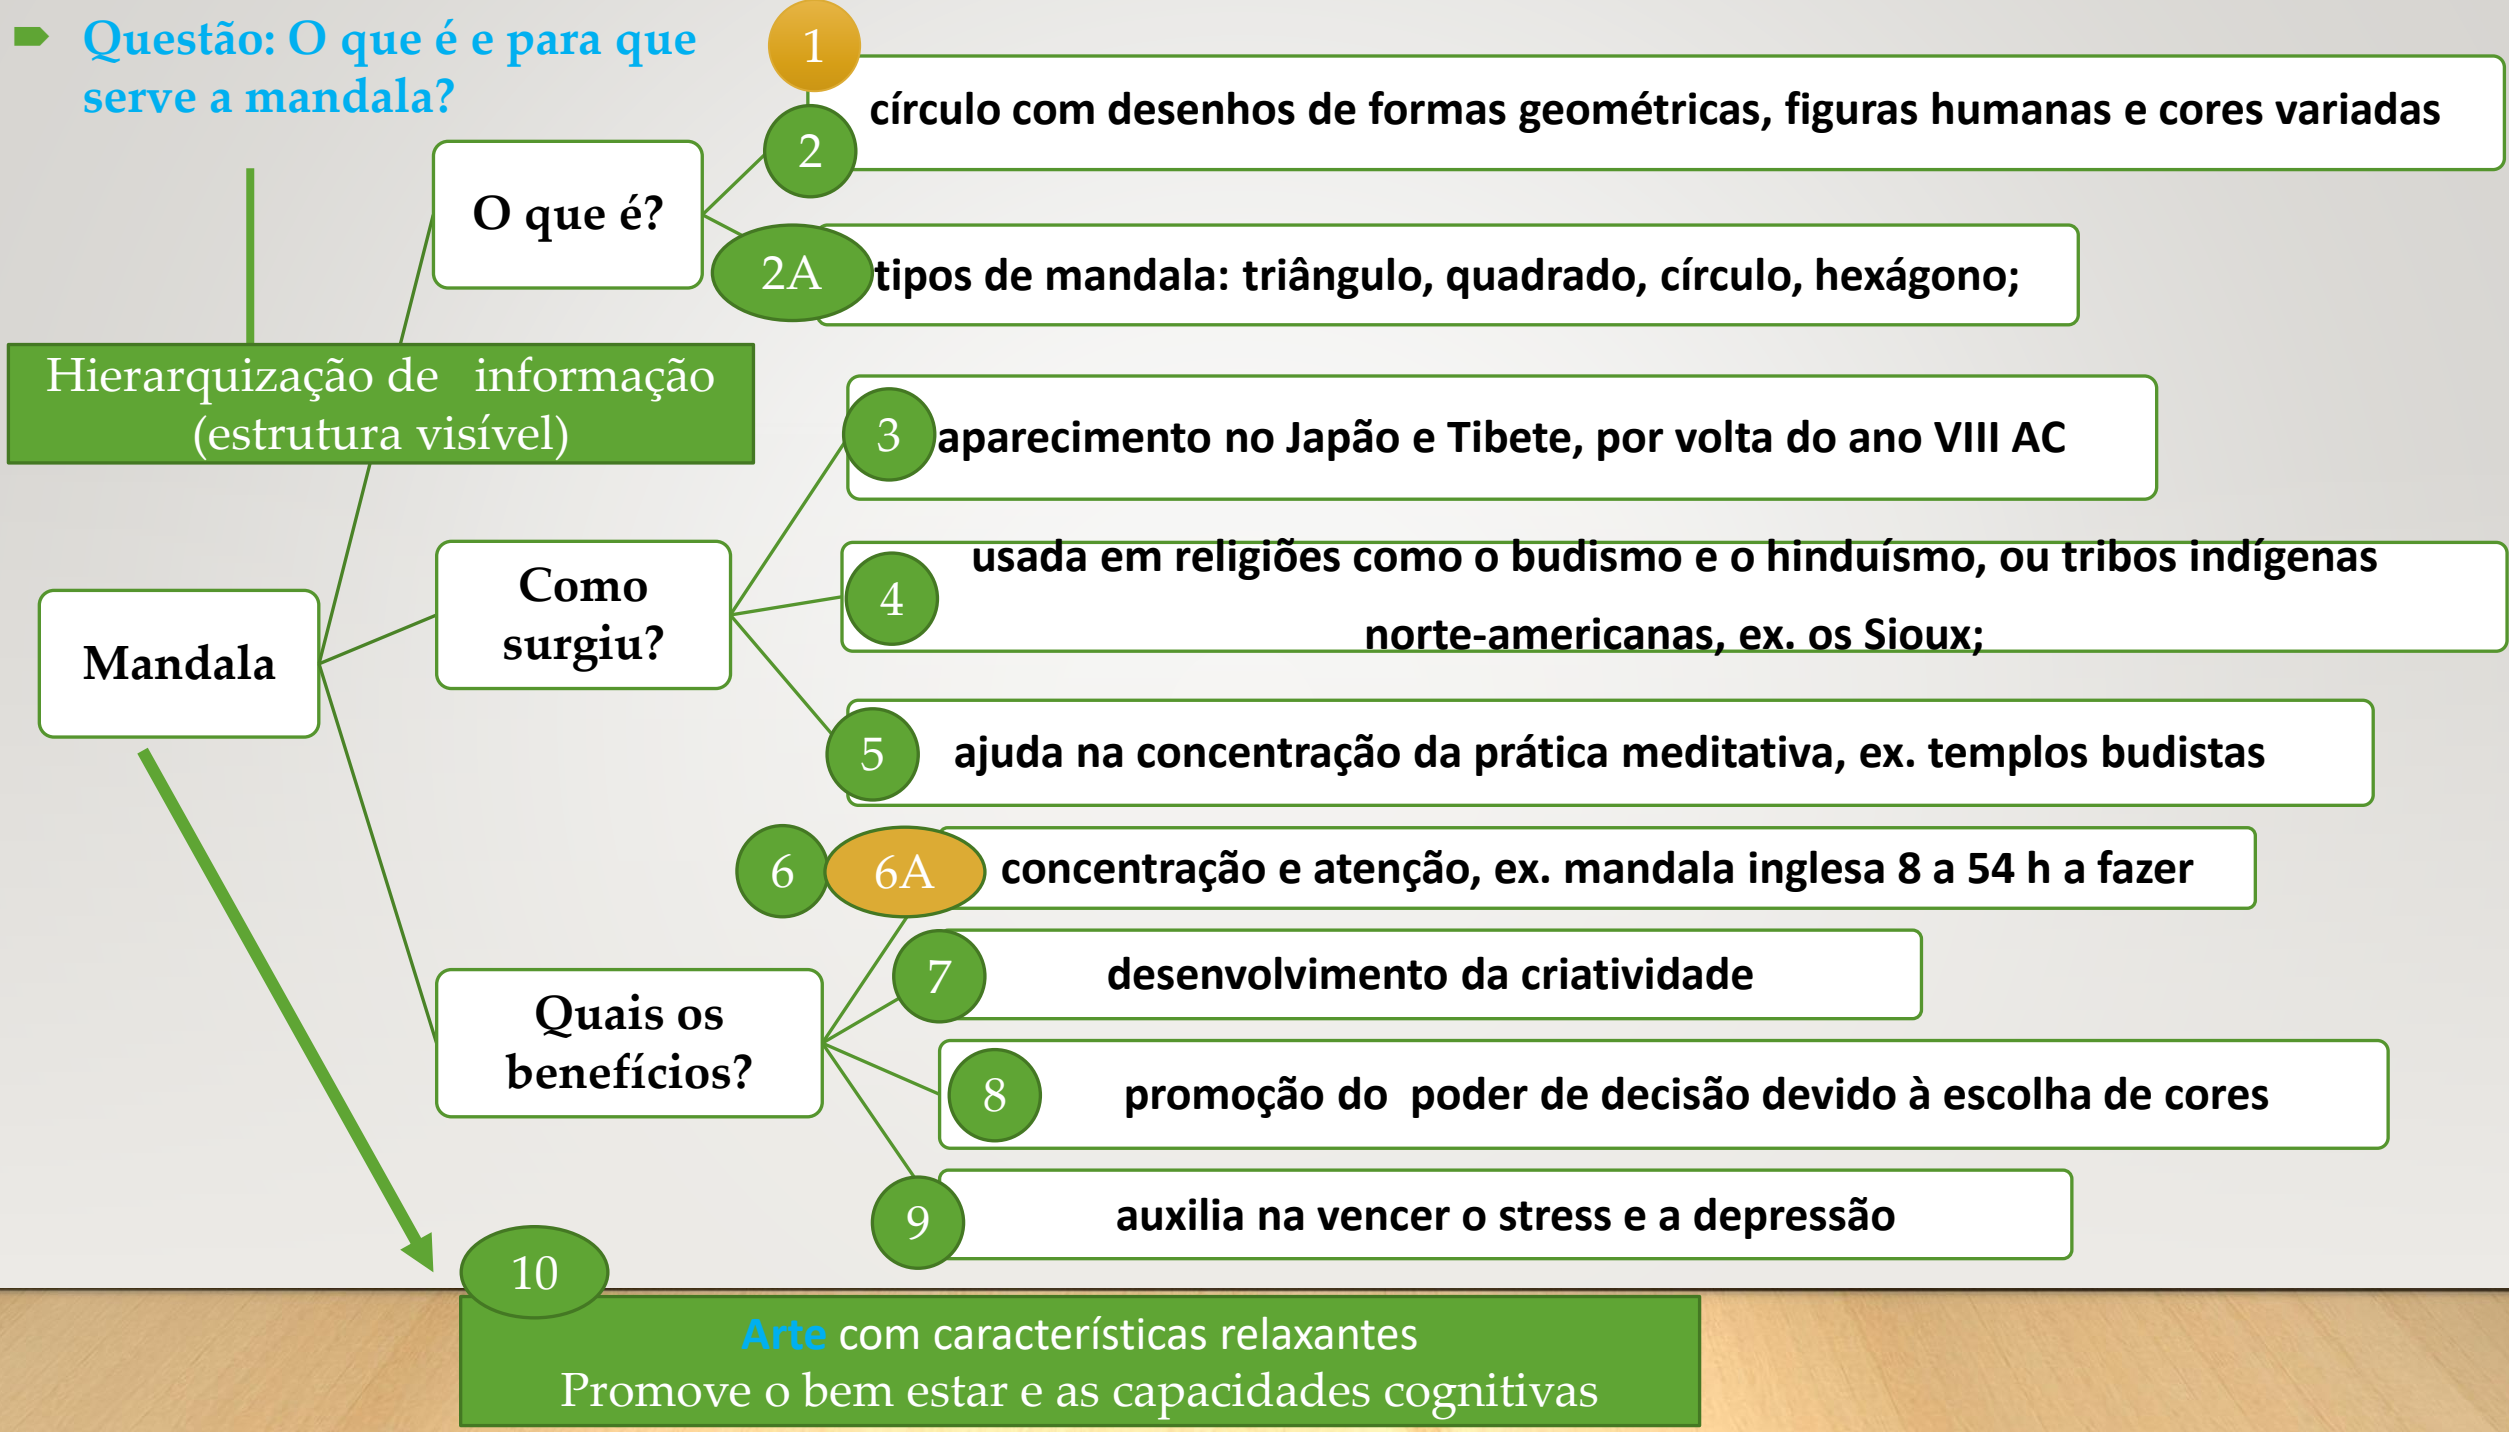 Questão: O que é e para que
serve a mandala?
1
2
círculo com desenhos de formas geométricas, figuras humanas e cores variadas
O que é?
2A
tipos de mandala: triângulo, quadrado, círculo, hexágono;
Hierarquização de informação
(estrutura visível)
3
aparecimento no Japão e Tibete, por volta do ano VIII AC
Como
surgiu?
4
usada em religiões como o budismo e o hinduísmo, ou tribos indígenas
norte-americanas, ex. os Sioux;
Mandala
5
ajuda na concentração da prática meditativa, ex. templos budistas
6
6A
concentração e atenção, ex. mandala inglesa 8 a 54 h a fazer
7
desenvolvimento da criatividade
Quais os
benefícios?
8
promoção do poder de decisão devido à escolha de cores
9
auxilia na vencer o stress e a depressão
10
Arte com características relaxantes
Promove o bem estar e as capacidades cognitivas